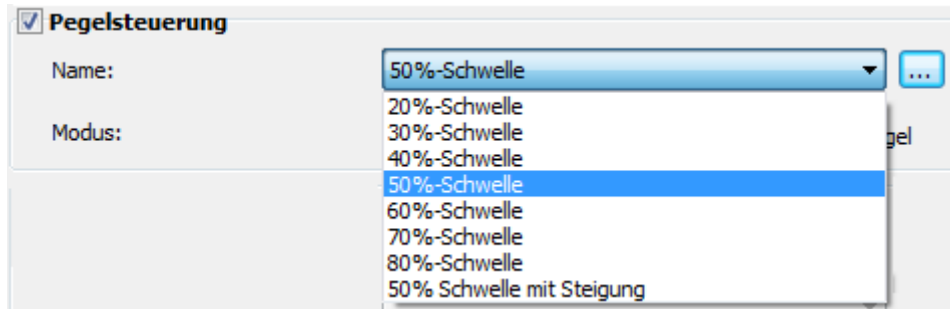 Pegelsteuerung
Name: 50%-Schwelle ...
20%-Schwelle
Modus: 30%-Schwelle gel
40%-Schwelle
50%-Schwelle
60%-Schwelle
70%-Schwelle
80%-Schwelle
50% Schwelle mit Steigung